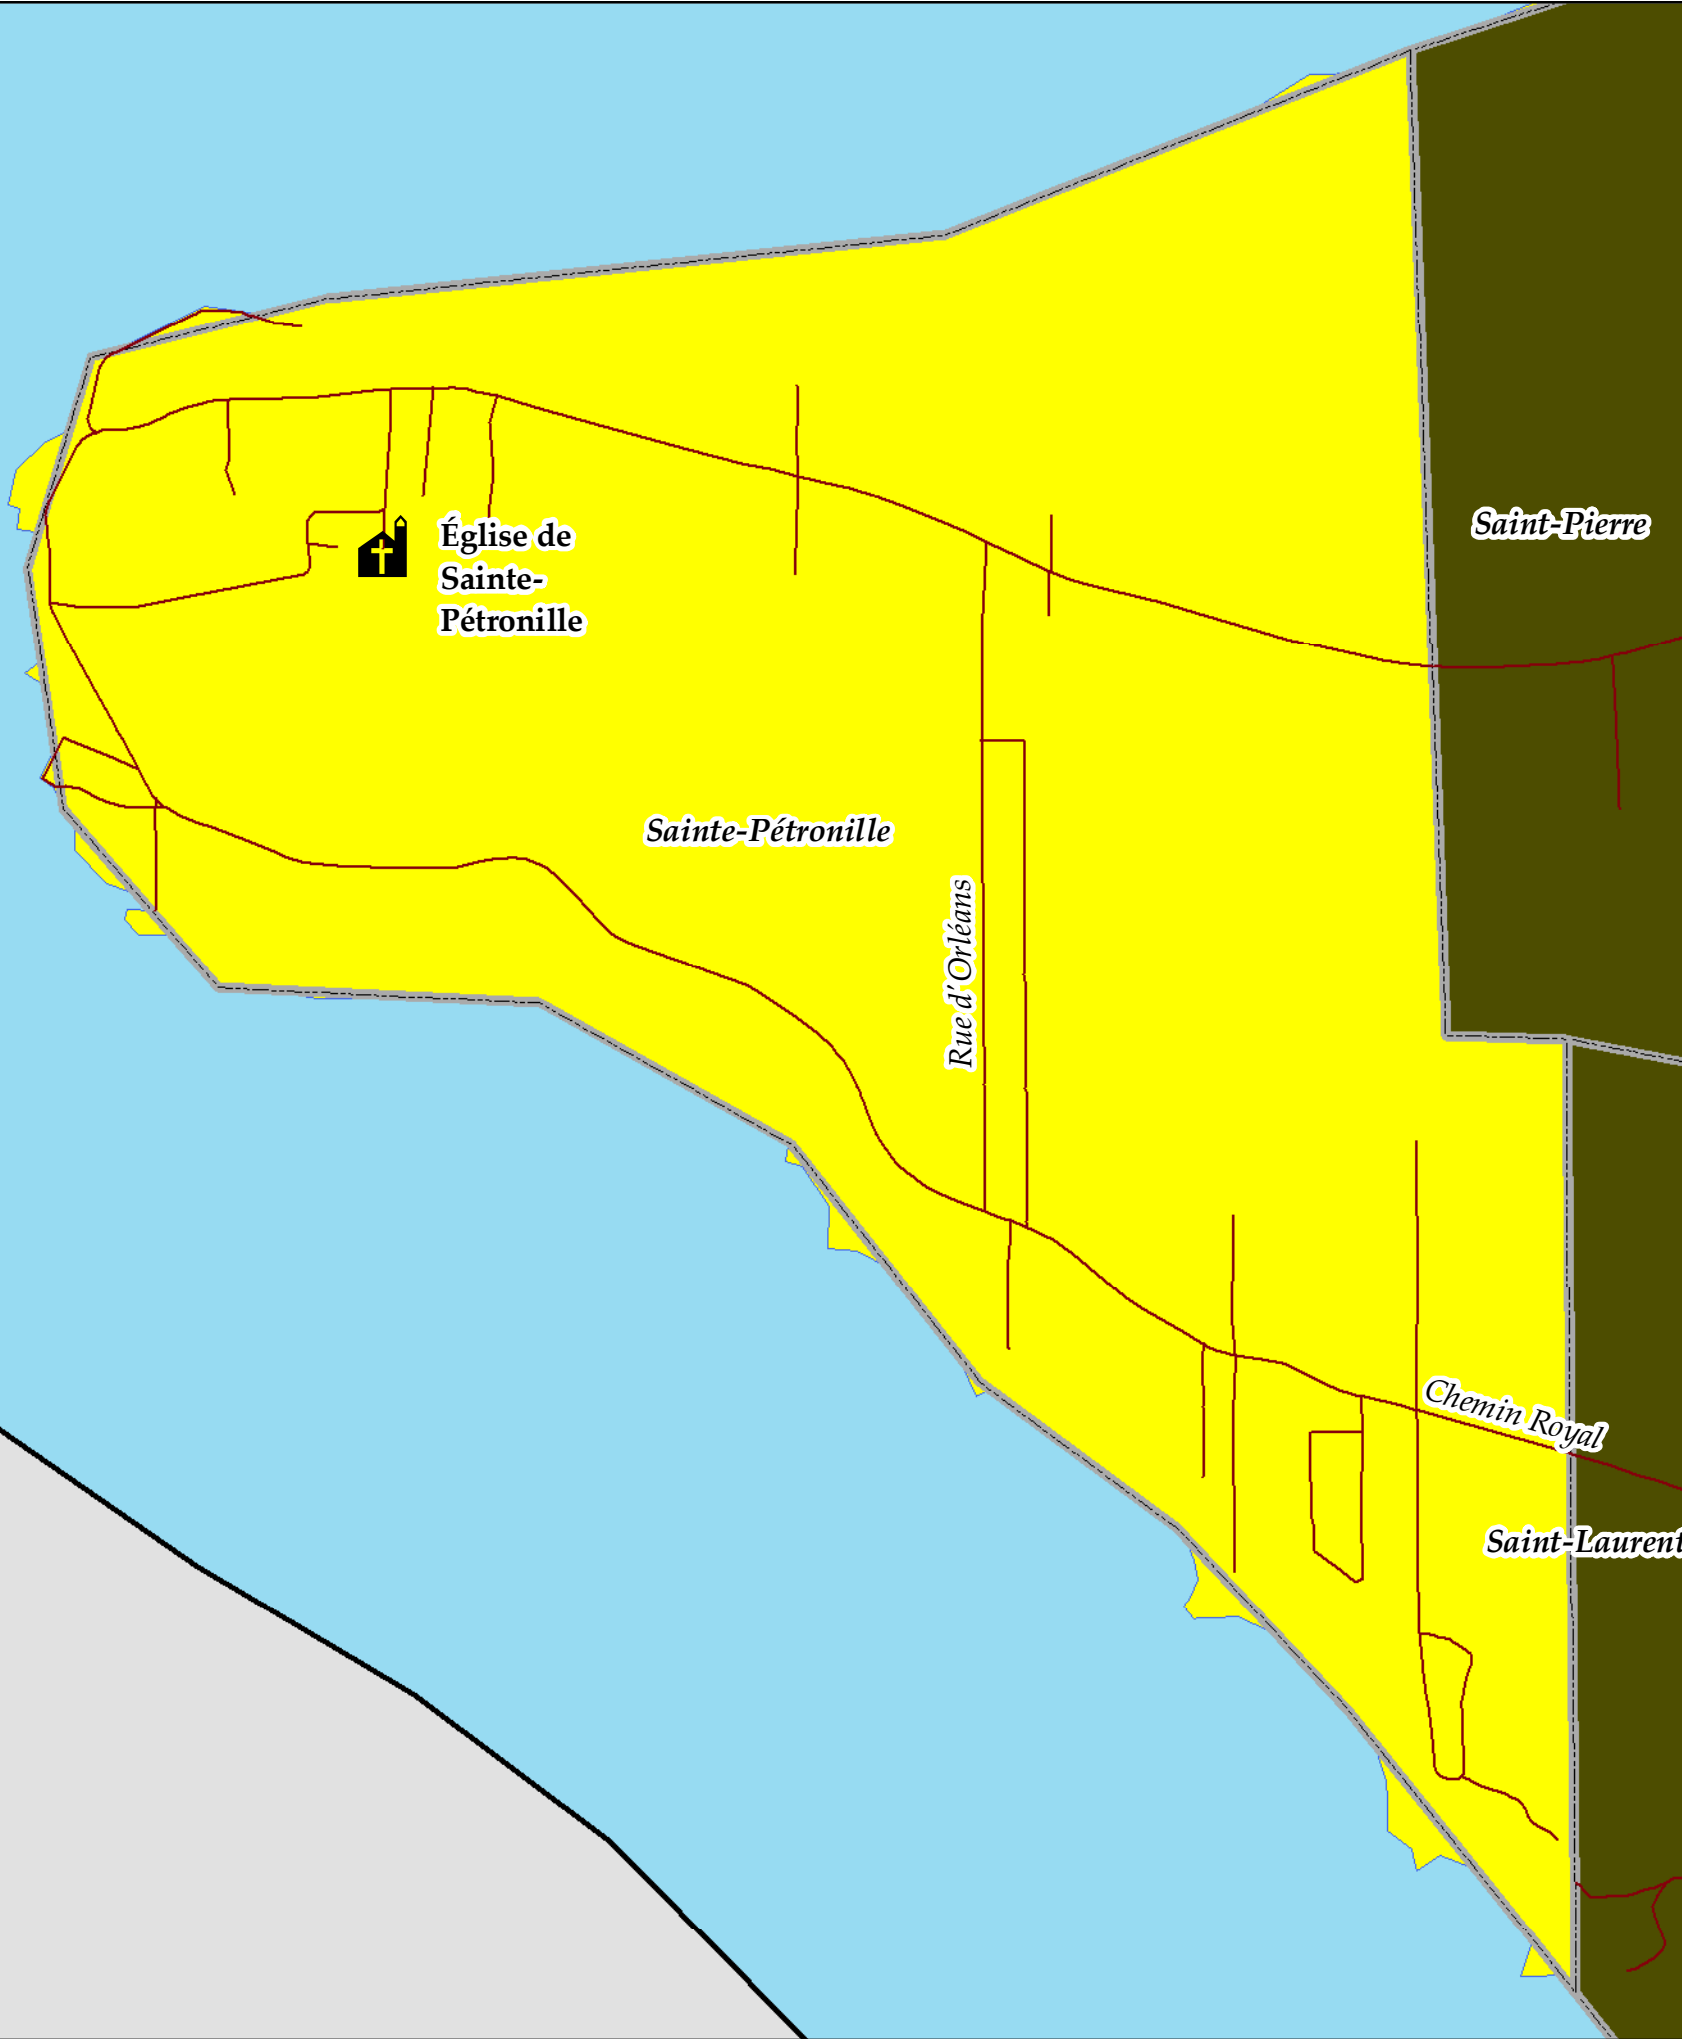 Saint-Pierre
Église de
Sainte-
Pétronille
Sainte-Pétronille
Rue d'Orléans
Chemin Royal
Saint-Laurent